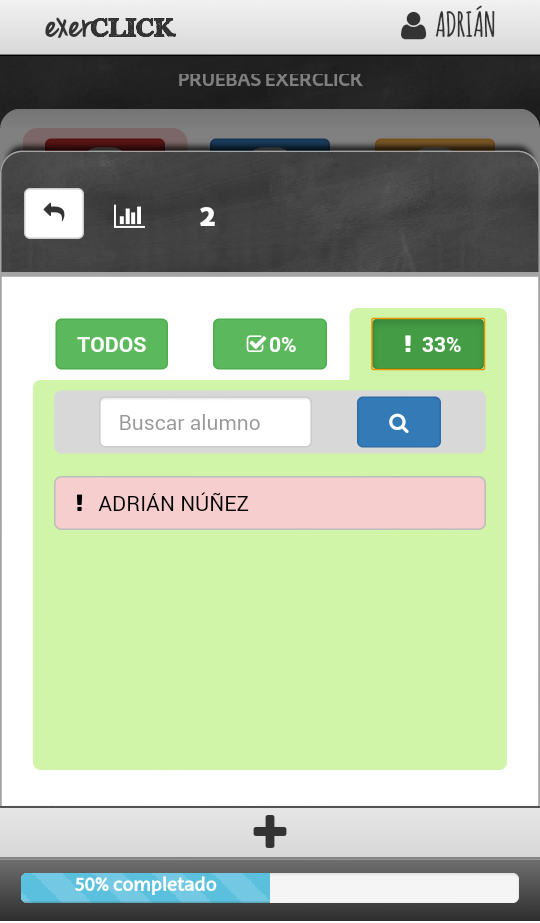 exerCLICK
ADRIÁN
PRUEBAS EXERCLICK
2
TODOS
0%
! 33%
Buscar alumno
! ADRIÁN NÚÑEZ
50% completado